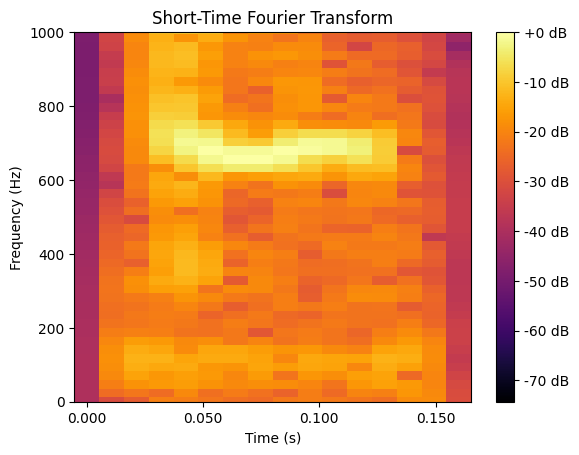 Short-Time Fourier Transform
Frequency (Hz)
1000
800
600
400
200
0
0.000
0.050
0.100
0.150
Time (s)
+0 dB
-10 dB
-20 dB
-30 dB
-40 dB
-50 dB
-60 dB
-70 dB